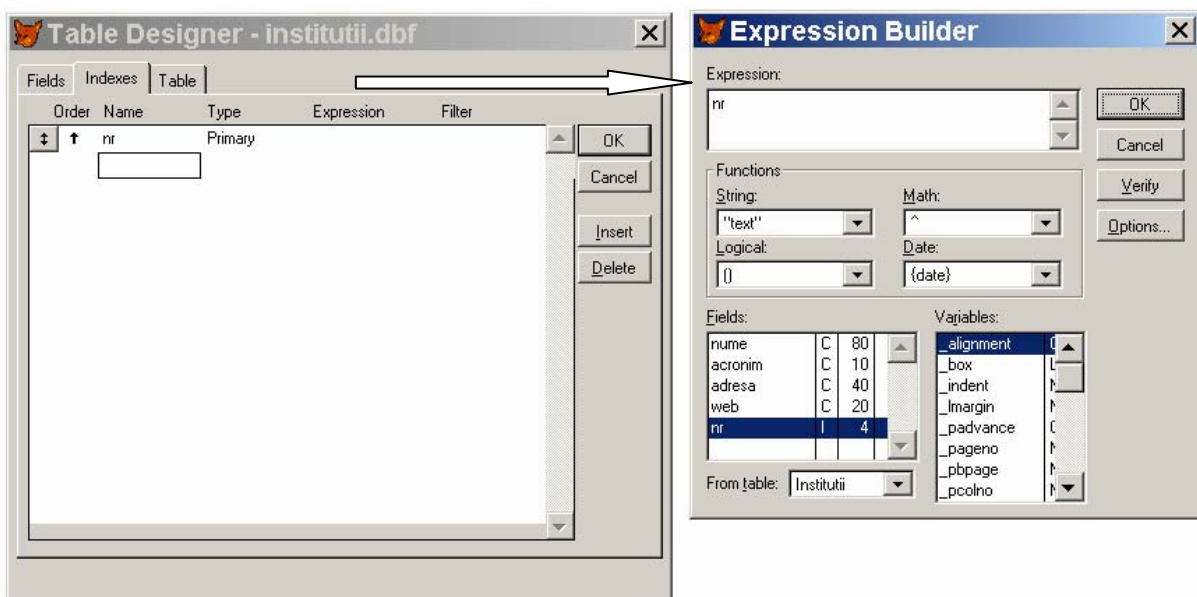 Table Designer - institutii.dbf
Fields Indexes Table
Order Name Type Expression Filter
nr Primary
OK
Cancel
Insert
Delete
Expression Builder
Expression:
nr
OK
Cancel
Verify
Options...
Functions
String: Math:
"text" ^
Logical: Date:
() {date}
Fields: Variables:
nume C 80
acronim C 10
adresa C 40
web C 20
nr I 4
From table: Institutii
_alignment C
_box L
_indent N
_lmargin N
_padvance C
_pageno N
_pbpage N
_pcolno N